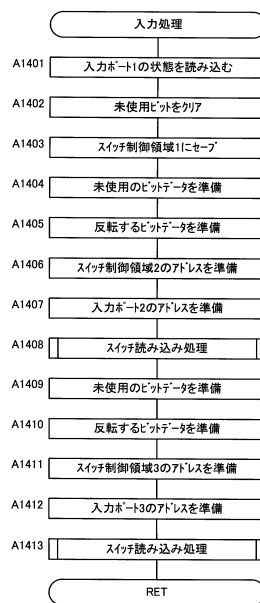 入力処理
A1401 入力ポート1の状態を読み込む
A1402 未使用ビットをクリア
A1403 スイッチ制御領域1にセーブ
A1404 未使用のビットデータを準備
A1405 反転するビットデータを準備
A1406 スイッチ制御領域2のアドレスを準備
A1407 入力ポート2のアドレスを準備
A1408 スイッチ読み込み処理
A1409 未使用のビットデータを準備
A1410 反転するビットデータを準備
A1411 スイッチ制御領域3のアドレスを準備
A1412 入力ポート3のアドレスを準備
A1413 スイッチ読み込み処理
RET